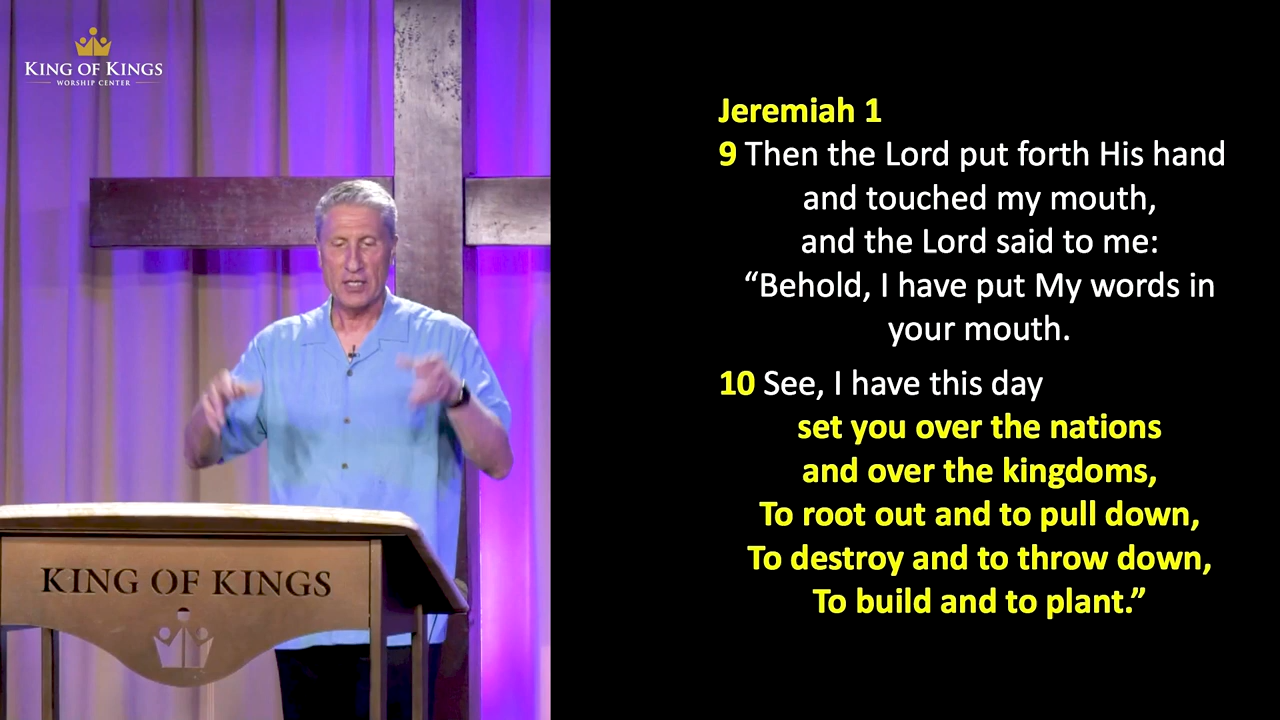 KING OF KINGS
WORSHIP CENTER
KING OF KINGS
Jeremiah 1
9 Then the Lord put forth His hand
and touched my mouth,
and the Lord said to me:
“Behold, I have put My words in
your mouth.
10 See, I have this day
set you over the nations
and over the kingdoms,
To root out and to pull down,
To destroy and to throw down,
To build and to plant.”